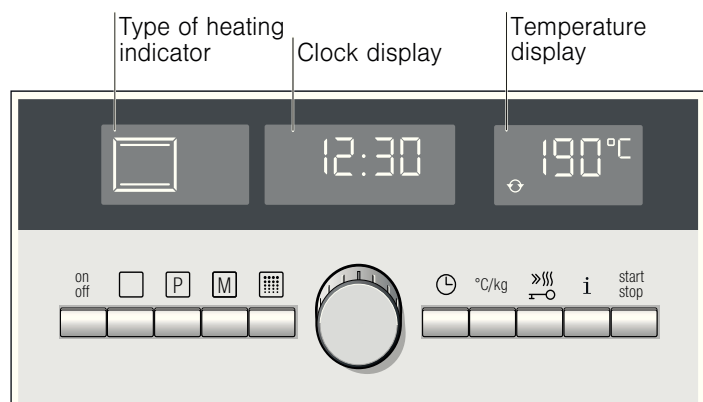 Type of heating
indicator
Clock display
Temperature
display
12:30
190°C
on
off
P
M
°C/kg
i
start
stop